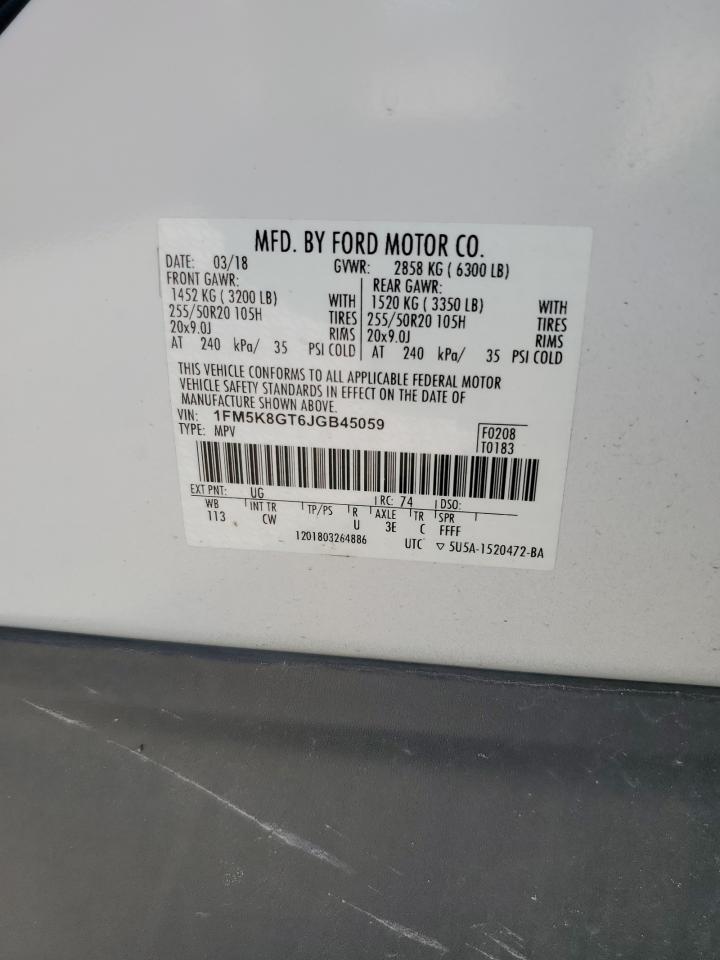 MFD. BY FORD MOTOR CO.
DATE: 03/18 GVWR: 2858 KG ( 6300 LB)
FRONT GAWR: REAR GAWR:
1452 KG ( 3200 LB) WITH 1520 KG ( 3350 LB) WITH
255/50R20 105H TIRES 255/50R20 105H TIRES
20x9.0J RIMS 20x9.0J RIMS
AT 240 kPa/ 35 PSI COLD AT 240 kPa/ 35 PSI COLD
THIS VEHICLE CONFORMS TO ALL APPLICABLE FEDERAL MOTOR
VEHICLE SAFETY STANDARDS IN EFFECT ON THE DATE OF
MANUFACTURE SHOWN ABOVE.
VIN: 1FM5K8GT6JGB45059 F0208
TYPE: MPV T0183
EXT PNT: UG RC: 74 DSO:
WB INT TR TP/PS R AXLE TR SPR
113 CW U 3E C FFFF
1201803264886 UTC ▽ 5U5A-1520472-BA